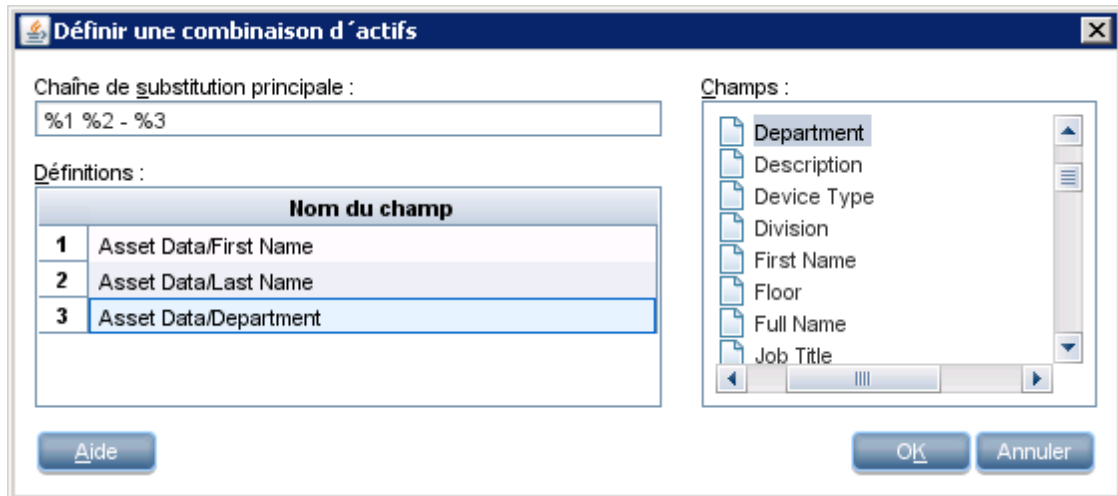 Définir une combinaison d´actifs
Chaîne de substitution principale :
%1 %2 - %3
Définitions :
Nom du champ
1 Asset Data/First Name
2 Asset Data/Last Name
3 Asset Data/Department
Champs :
Department
Description
Device Type
Division
First Name
Floor
Full Name
Job Title
Aide
OK
Annuler